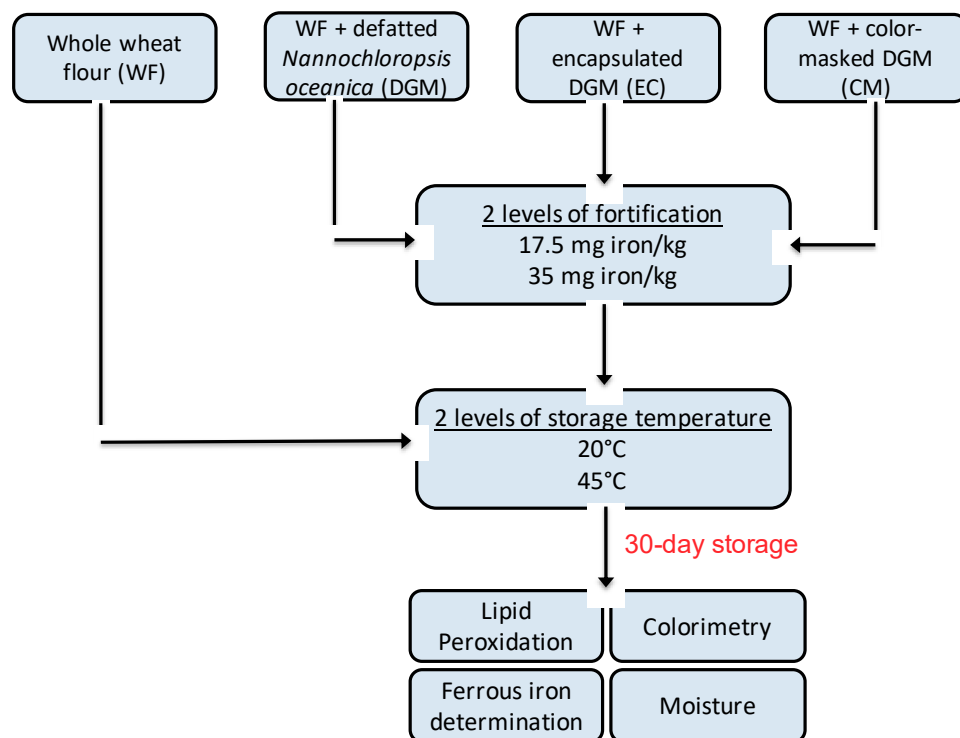 Whole wheat
flour (WF)
WF + defatted
Nannochloropsis
oceanica (DGM)
WF +
encapsulated
DGM (EC)
WF + color-
masked DGM
(CM)
2 levels of fortification
17.5 mg iron/kg
35 mg iron/kg
2 levels of storage temperature
20°C
45°C
30-day storage
Lipid
Peroxidation
Colorimetry
Ferrous iron
determination
Moisture